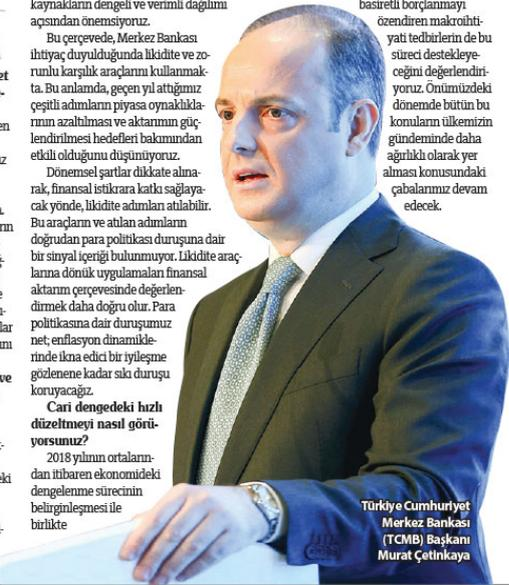 kaynakların dengeli ve verimli dağılımı
açısından önemsiyoruz.
Bu çerçevede, Merkez Bankası
ihtiyaç duyulduğunda likidite ve zo-
runlu karşılık araçlarını kullanmak-
ta. Bu anlamda, geçen yıl attığımız
çeşitli adımların piyasa oynaklıkla-
rının azaltılması ve aktarımın güç-
lendirilmesi hedefleri bakımından
etkili olduğunu düşünüyoruz.
Dönemsel şartlar dikkate alına-
rak, finansal istikrara katkı sağlaya-
cak yönde, likidite adımları atılabilir.
Bu araçların ve atılan adımların
doğrudan para politikası duruşuna dair
bir sinyal içeriği bulunmuyor. Likidite araç-
larına dönük uygulamaları finansal
aktarım çerçevesinde değerlen-
dirmek daha doğru olur. Para
politikasına dair duruşumuz
net; enflasyon dinamikle-
rinde ikna edici bir iyileşme
gözlenene kadar sıkı duruşu
koruyacağız.
Cari dengedeki hızlı
düzeltmeyi nasıl görü-
yorsunuz?
2018 yılının ortaların-
dan itibaren ekonomideki
dengelenme sürecinin
belirginleşmesi ile
birlikte
basiretli borçlanmayı
özendiren makroihti-
yati tedbirlerin de bu
süreci destekleye-
ceğini değerlendiri-
yoruz. Önümüzdeki
dönemde bütün bu
konuların ülkemizin
gündeminde daha
ağırlıklı olarak yer
alması konusundaki
çabalarımız devam
edecek.
Türkiye Cumhuriyet
Merkez Bankası
(TCMB) Başkanı
Murat Çetinkaya